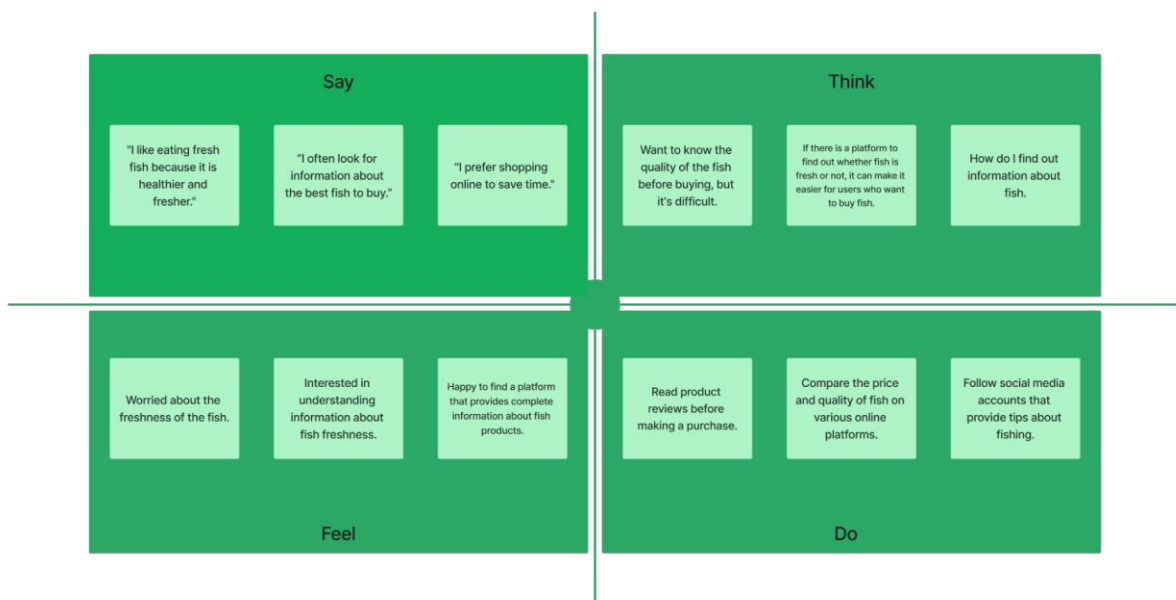 Say
"I like eating fresh
fish because it is
healthier and
fresher."
"I often look for
information about
the best fish to buy."
"I prefer shopping
online to save time."
Think
Want to know the
quality of the fish
before buying, but
it's difficult.
If there is a platform to
find out whether fish is
fresh or not, it can make it
easier for users who want
to buy fish.
How do I find out
information about
fish.
Worried about the
freshness of the fish.
Interested in
understanding
information about
fish freshness.
Happy to find a platform
that provides complete
information about fish
products.
Feel
Read product
reviews before
making a purchase.
Compare the price
and quality of fish on
various online
platforms.
Follow social media
accounts that
provide tips about
fishing.
Do